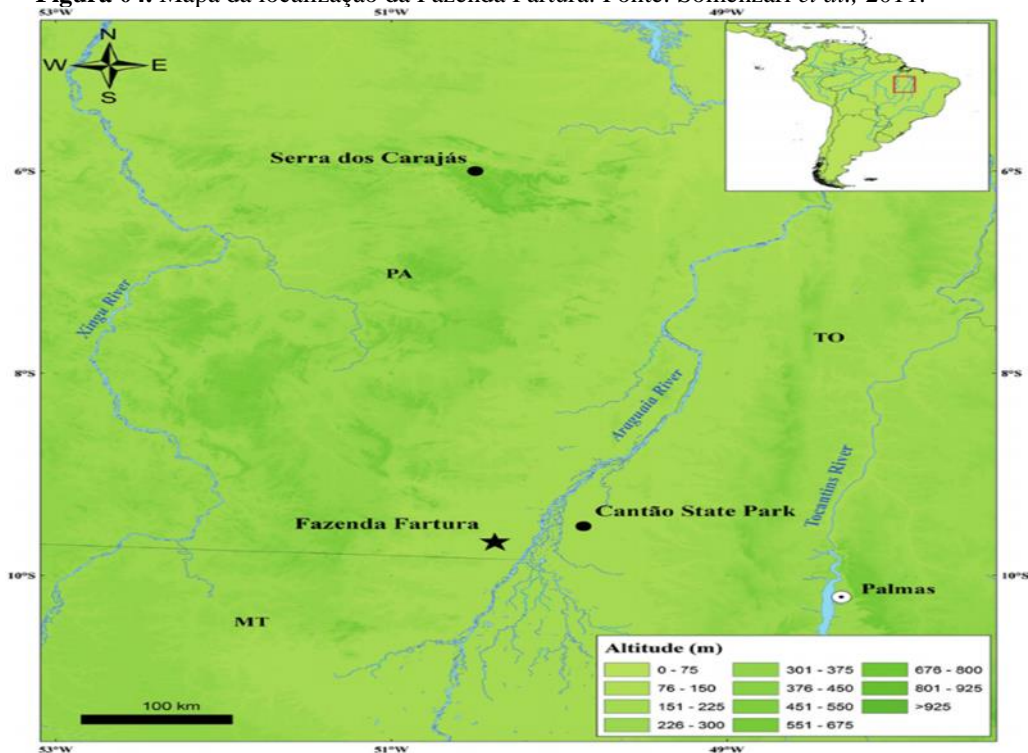 Figura 04. Mapa da localização da Fazenda Fartura. Fonte: Somenzari et al., 2011.
53°W 51°W 49°W
N
W E
S
Serra dos Carajás
6°S 6°S
PA
Xingu River
TO
8°S 8°S
Araguaia River
Tocantins River
Cantão State Park
Fazenda Fartura
10°S 10°S
Palmas
MT
Altitude (m)
0 - 75 301 - 375 676 - 800
76 - 150 376 - 450 801 - 925
151 - 225 451 - 550 >925
226 - 300 551 - 675
100 km
53°W 51°W 49°W